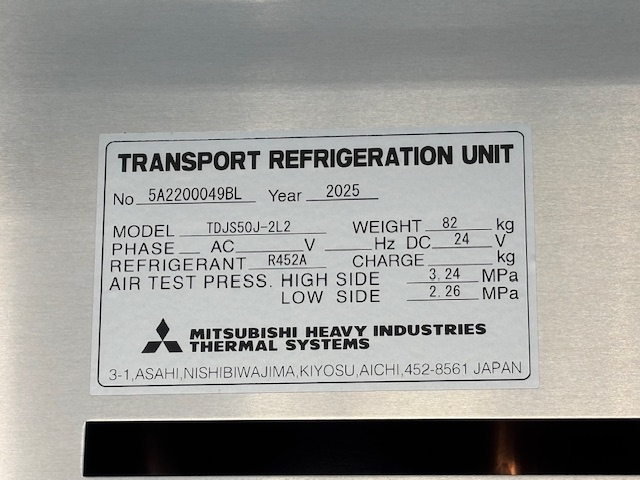 TRANSPORT REFRIGERATION UNIT
No 5A2200049BL Year 2025
MODEL TDJS50J-2L2 WEIGHT 82 kg
PHASE AC V Hz DC 24 V
REFRIGERANT R452A CHARGE kg
AIR TEST PRESS. HIGH SIDE 3.24 MPa
LOW SIDE 2.26 MPa
MITSUBISHI HEAVY INDUSTRIES
THERMAL SYSTEMS
3-1,ASAHI,NISHIBIWAJIMA,KIYOSU,AICHI,452-8561 JAPAN